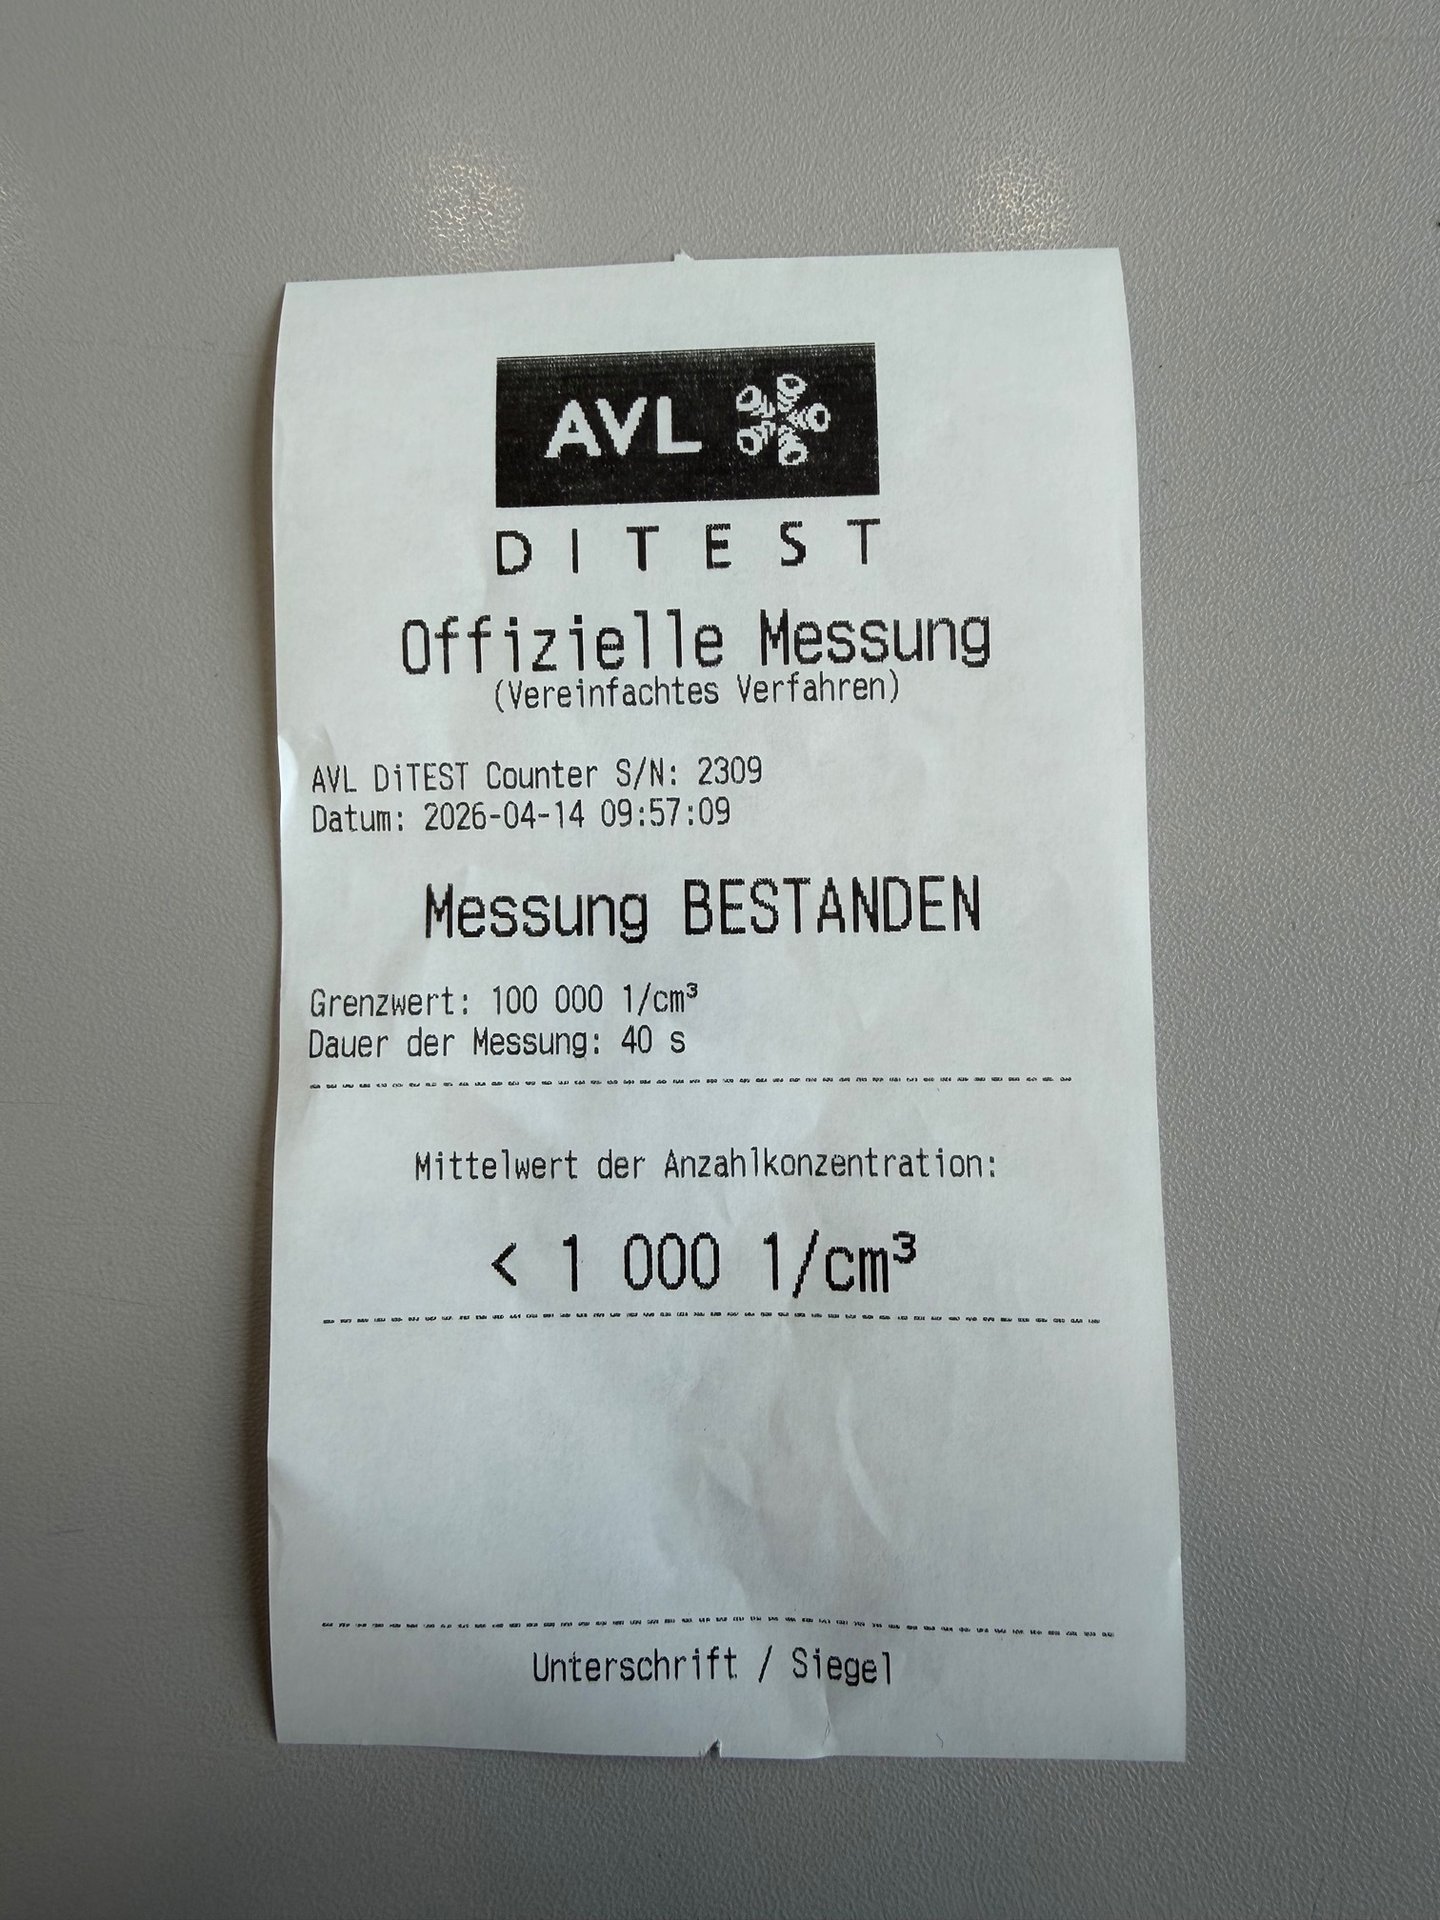 AVL
DITEST
Offizielle Messung
(Vereinfachtes Verfahren)
AVL DiTEST Counter S/N: 2309
Datum: 2026-04-14 09:57:09
Messung BESTANDEN
Grenzwert: 100 000 1/cm³
Dauer der Messung: 40 s
Mittelwert der Anzahlkonzentration:
< 1 000 1/cm³
Unterschrift / Siegel